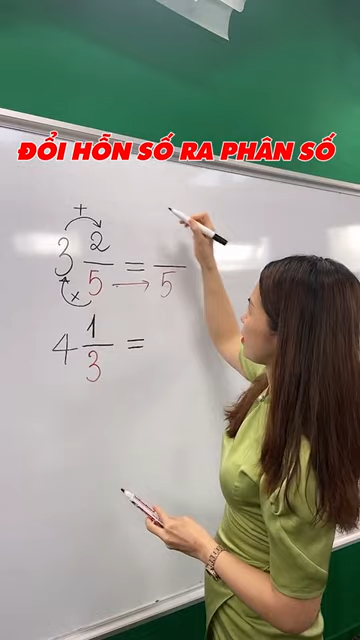 ĐỔI HỖN SỐ RA PHÂN SỐ
+
3 2/5 = /5
x
4 1/3 =